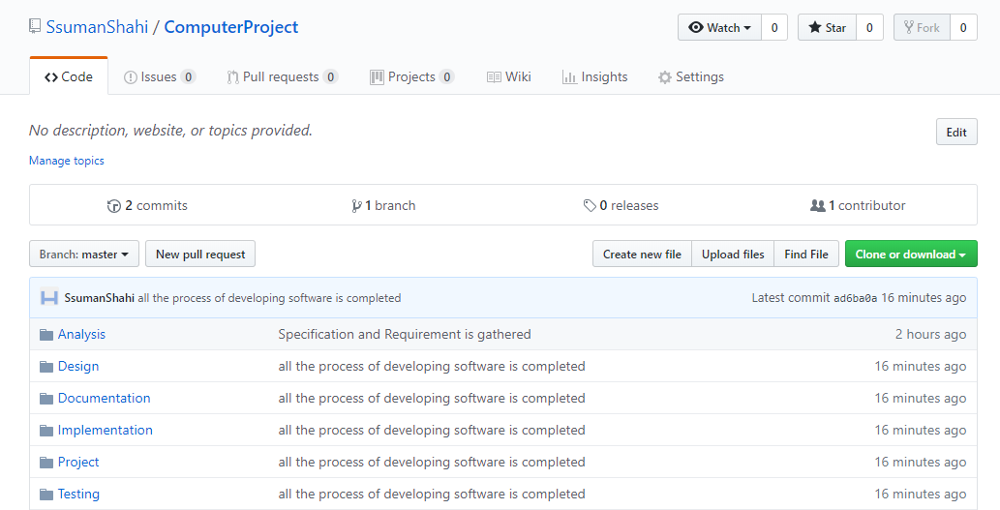 SsumanShahi / ComputerProject Watch 0 Star 0 Fork 0
Code Issues 0 Pull requests 0 Projects 0 Wiki Insights Settings
No description, website, or topics provided. Edit
Manage topics
2 commits 1 branch 0 releases 1 contributor
Branch: master New pull request Create new file Upload files Find File Clone or download
SsumanShahi all the process of developing software is completed Latest commit ad6ba0a 16 minutes ago
Analysis Specification and Requirement is gathered 2 hours ago
Design all the process of developing software is completed 16 minutes ago
Documentation all the process of developing software is completed 16 minutes ago
Implementation all the process of developing software is completed 16 minutes ago
Project all the process of developing software is completed 16 minutes ago
Testing all the process of developing software is completed 16 minutes ago